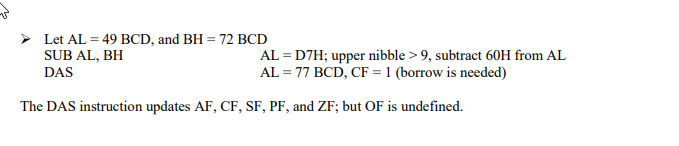 ➢ Let AL = 49 BCD, and BH = 72 BCD
SUB AL, BH AL = D7H; upper nibble > 9, subtract 60H from AL
DAS AL = 77 BCD, CF = 1 (borrow is needed)
The DAS instruction updates AF, CF, SF, PF, and ZF; but OF is undefined.